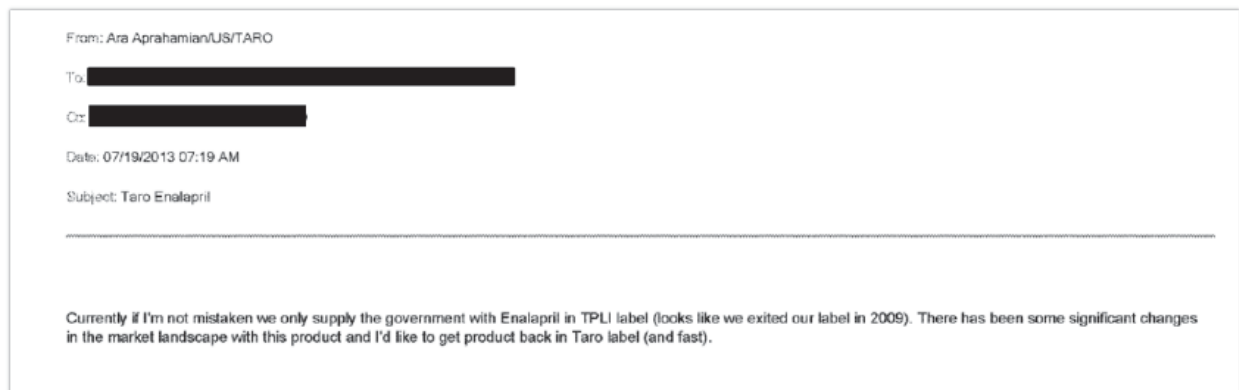 From: Ara Aprahamian/US/TARO
To:
Cc:
Date: 07/19/2013 07:19 AM
Subject: Taro Enalapril
Currently if I'm not mistaken we only supply the government with Enalapril in TPLI label (looks like we exited our label in 2009). There has been some significant changes
in the market landscape with this product and I'd like to get product back in Taro label (and fast).